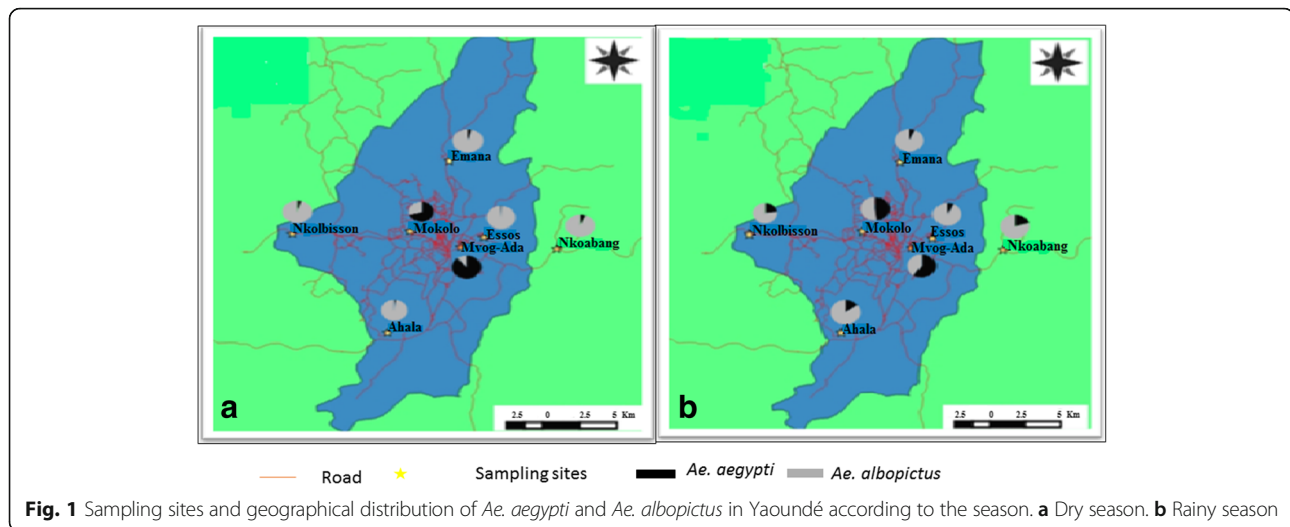 Emana
Nkolbisson
Mokolo
Essos
Mvog-Ada
Nkoabang
Ahala
a
2.5 0 2.5 5 Km
Emana
Nkolbisson
Mokolo
Essos
Mvog-Ada
Nkoabang
Ahala
b
2.5 0 2.5 5 Km
Road Sampling sites Ae. aegypti Ae. albopictus
Fig. 1 Sampling sites and geographical distribution of Ae. aegypti and Ae. albopictus in Yaoundé according to the season. a Dry season. b Rainy season